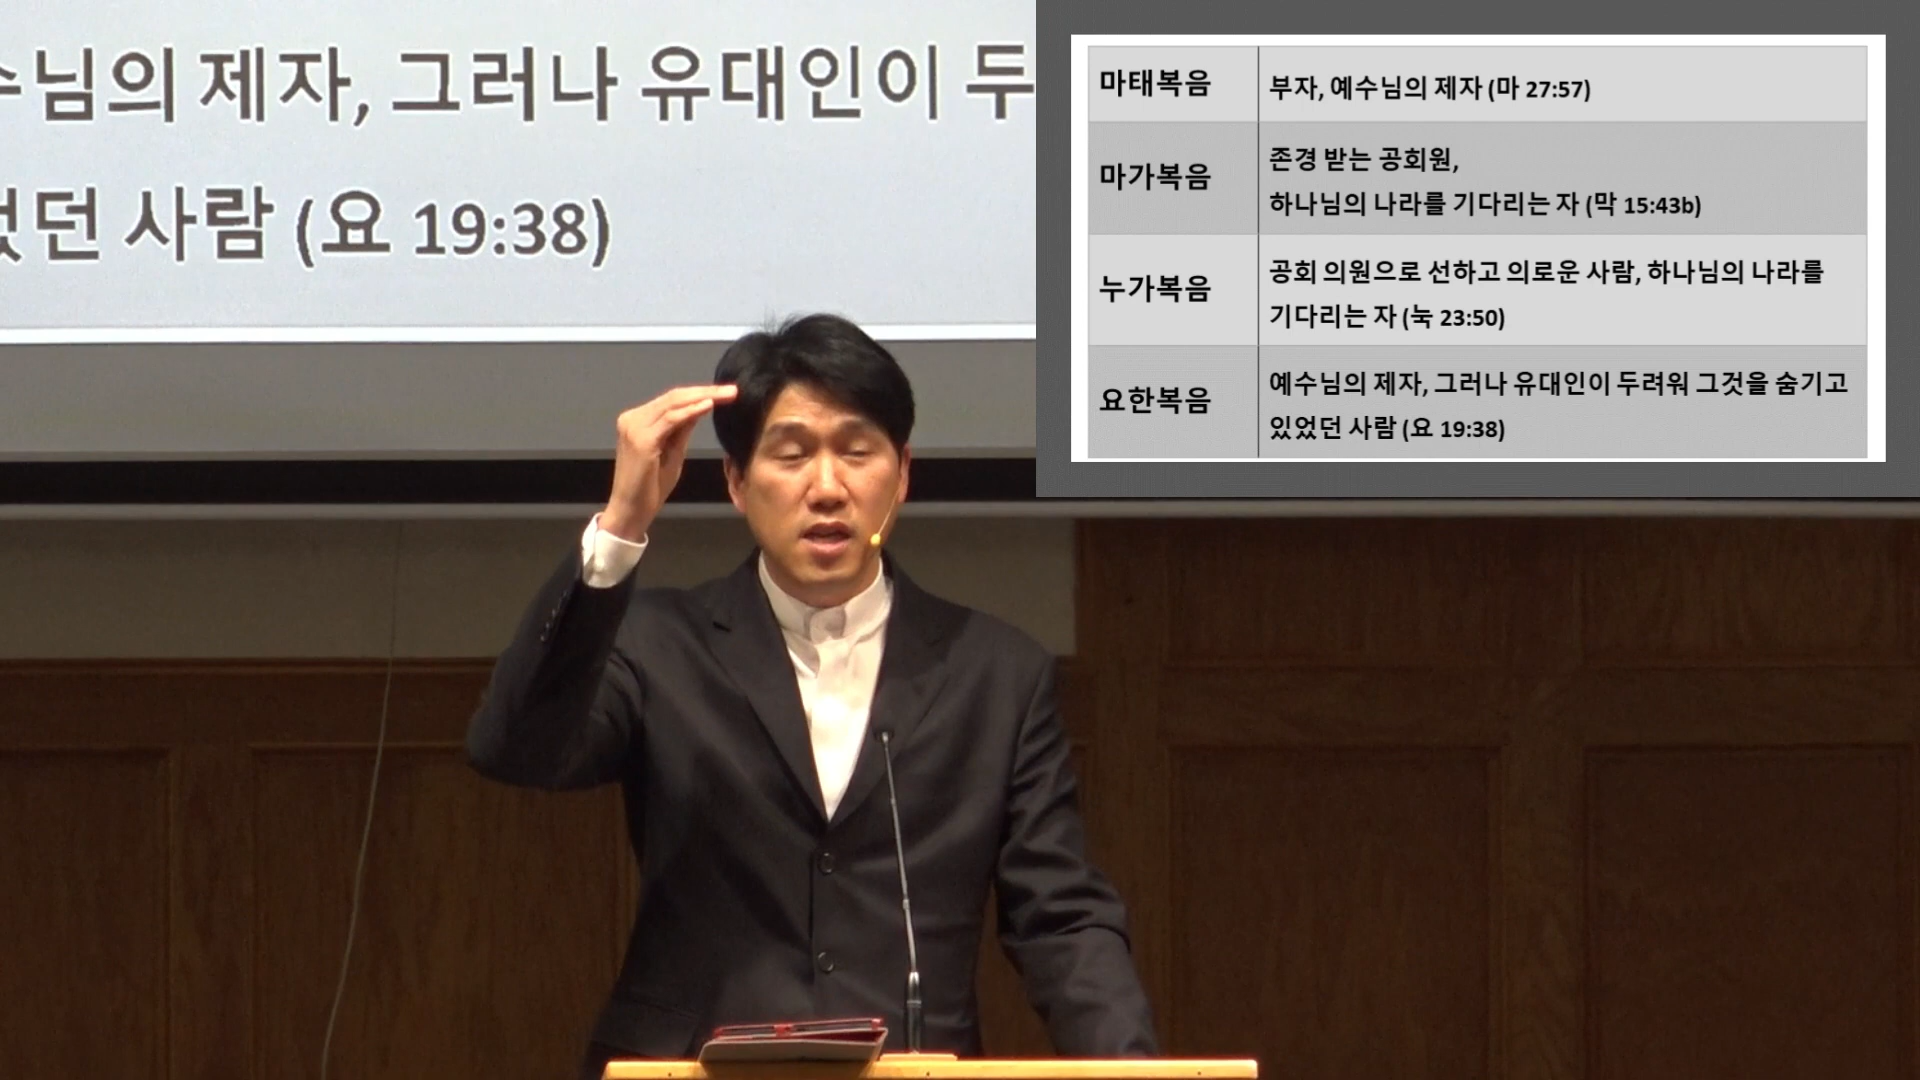 님의 제자, 그러나 유대인이 두
던 사람 (요 19:38)
마태복음
부자, 예수님의 제자 (마 27:57)
마가복음
존경 받는 공회원,
하나님의 나라를 기다리는 자 (막 15:43b)
누가복음
공회 의원으로 선하고 의로운 사람, 하나님의 나라를
기다리는 자 (눅 23:50)
요한복음
예수님의 제자, 그러나 유대인이 두려워 그것을 숨기고
있었던 사람 (요 19:38)